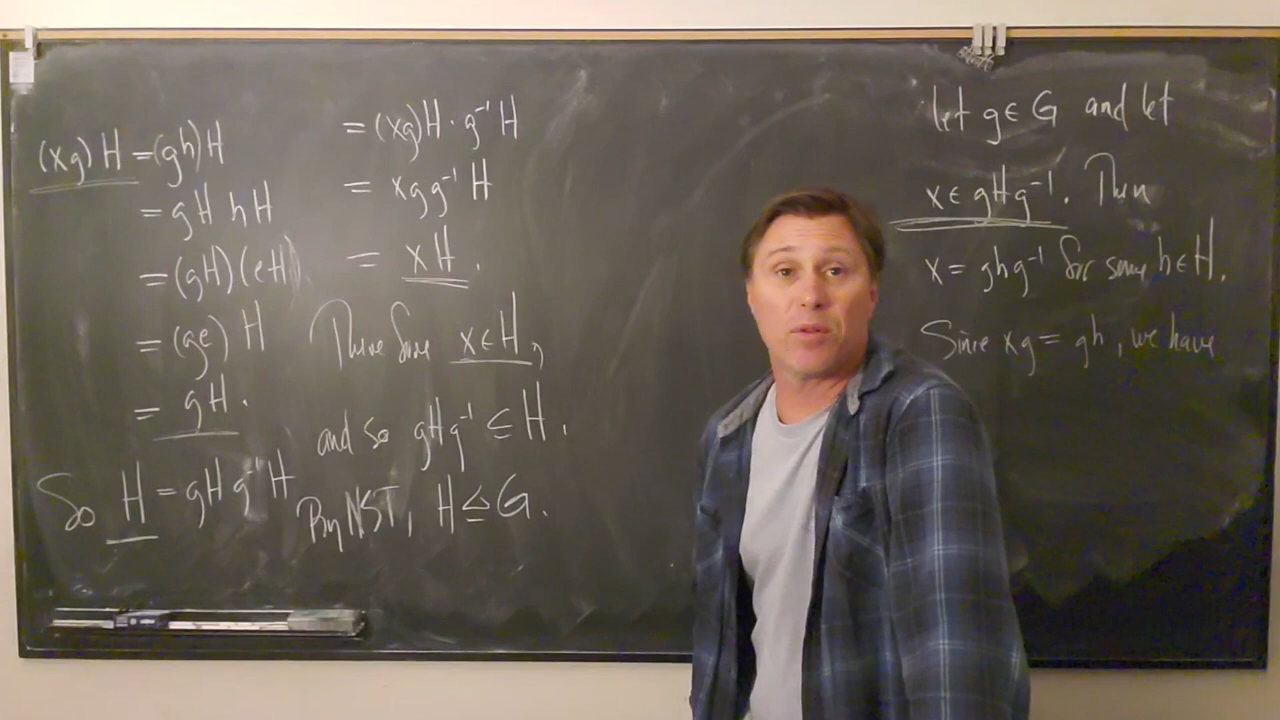 let g ∈ G and let
x ∈ gHg⁻¹. Then
x = ghg⁻¹ for some h ∈ H.
Since xg = gh, we have
(xg)H = (gh)H
= gH hH
= (gH)(eH)
= (ge)H
= gH.
So H = gHg⁻¹H
= (xg)H · g⁻¹H
= xgg⁻¹H
= xH.
Therefore x ∈ H,
and so gHg⁻¹ ⊆ H.
By NST, H ⊴ G.